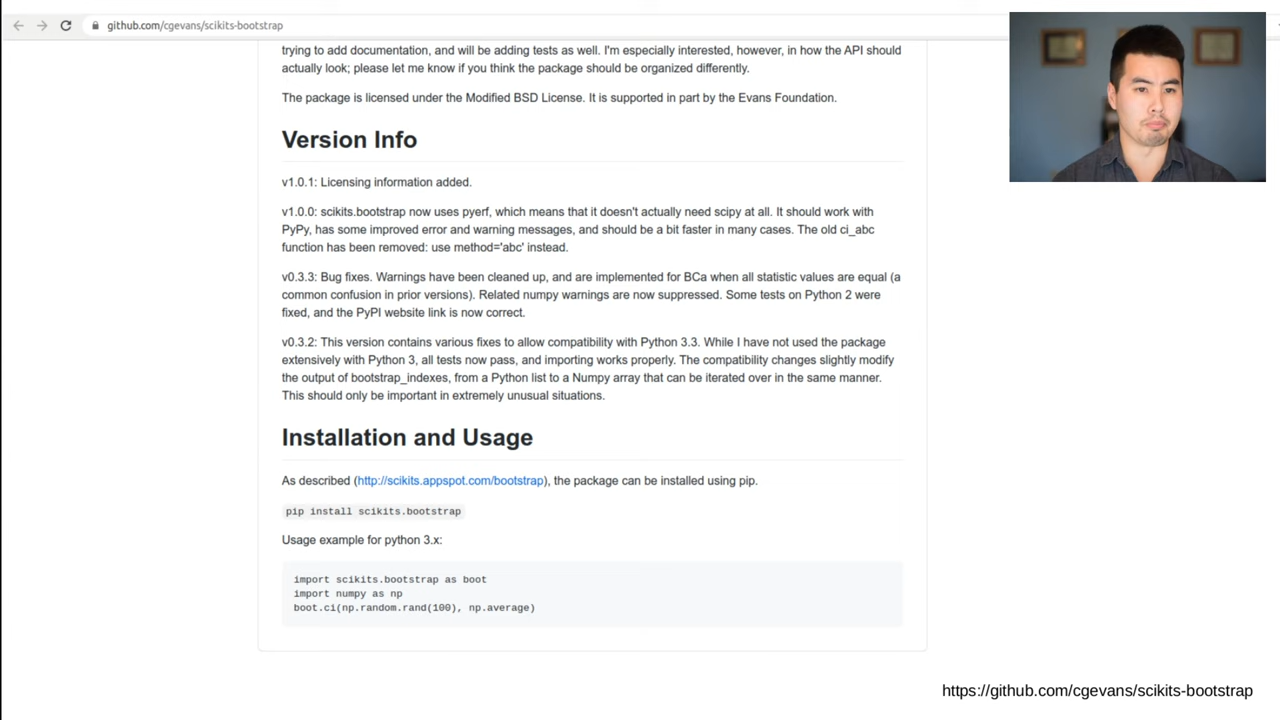 github.com/cgevans/scikits-bootstrap
trying to add documentation, and will be adding tests as well. I'm especially interested, however, in how the API should
actually look; please let me know if you think the package should be organized differently.
The package is licensed under the Modified BSD License. It is supported in part by the Evans Foundation.
Version Info
v1.0.1: Licensing information added.
v1.0.0: scikits.bootstrap now uses pyerf, which means that it doesn't actually need scipy at all. It should work with
PyPy, has some improved error and warning messages, and should be a bit faster in many cases. The old ci_abc
function has been removed: use method='abc' instead.
v0.3.3: Bug fixes. Warnings have been cleaned up, and are implemented for BCa when all statistic values are equal (a
common confusion in prior versions). Related numpy warnings are now suppressed. Some tests on Python 2 were
fixed, and the PyPI website link is now correct.
v0.3.2: This version contains various fixes to allow compatibility with Python 3.3. While I have not used the package
extensively with Python 3, all tests now pass, and importing works properly. The compatibility changes slightly modify
the output of bootstrap_indexes, from a Python list to a Numpy array that can be iterated over in the same manner.
This should only be important in extremely unusual situations.
Installation and Usage
As described (http://scikits.appspot.com/bootstrap), the package can be installed using pip.
pip install scikits.bootstrap
Usage example for python 3.x:
import scikits.bootstrap as boot
import numpy as np
boot.ci(np.random.rand(100), np.average)
https://github.com/cgevans/scikits-bootstrap